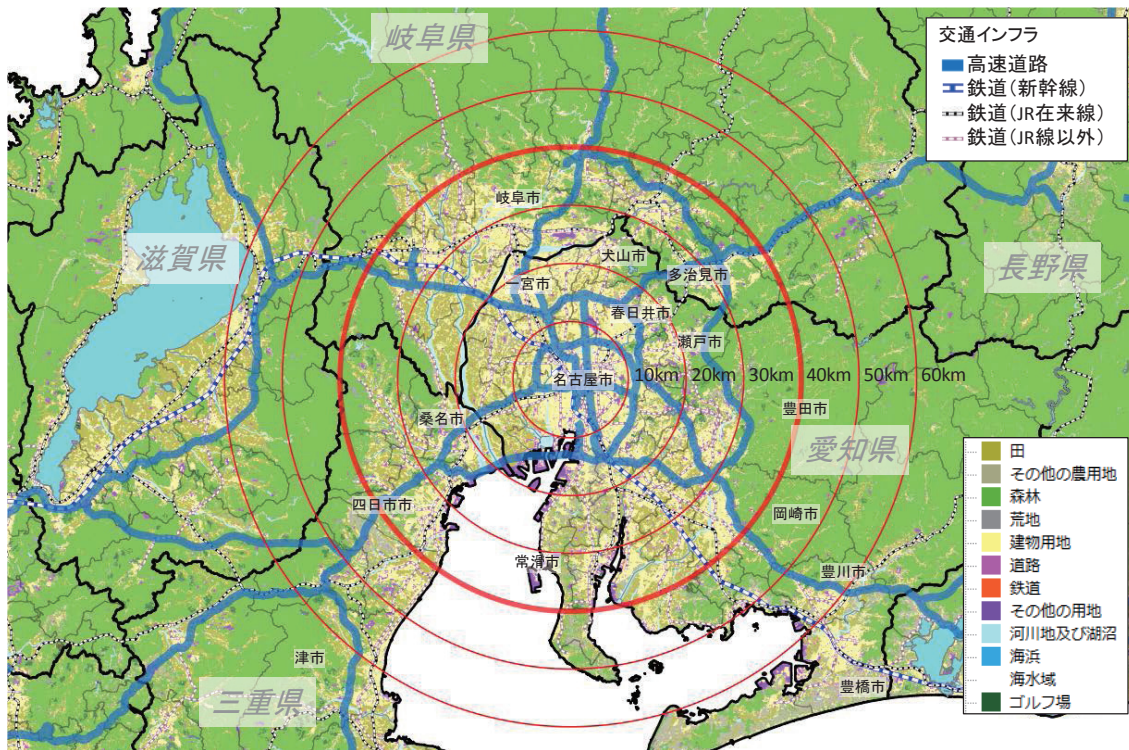 岐阜県
交通インフラ
高速道路
鉄道(新幹線)
鉄道(JR在来線)
鉄道(JR線以外)
岐阜市
滋賀県
犬山市
多治見市
長野県
一宮市
春日井市
瀬戸市
名古屋市
10km
20km
30km
40km
50km
60km
桑名市
豊田市
愛知県
四日市市
岡崎市
常滑市
豊川市
津市
三重県
豊橋市
田
その他の農用地
森林
荒地
建物用地
道路
鉄道
その他の用地
河川地及び湖沼
海浜
海水域
ゴルフ場